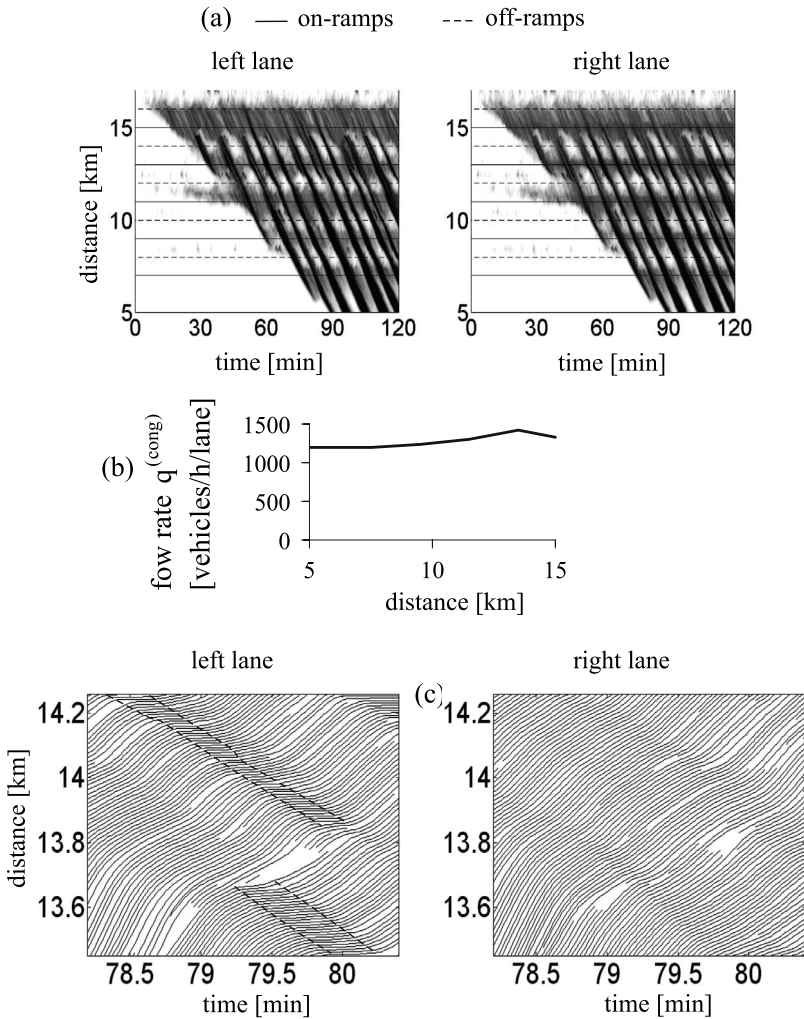 (a) — on-ramps --- off-ramps
left lane
right lane
distance [km]
15
10
5
0 30 60 90 120
time [min]
15
10
5
0 30 60 90 120
time [min]
(b)
fow rate q(cong)
[vehicles/h/lane]
1500
1000
500
0
5 10 15
distance [km]
left lane
(c)
right lane
distance [km]
14.2
14
13.8
13.6
78.5 79 79.5 80
time [min]
14.2
14
13.8
13.6
78.5 79 79.5 80
time [min]